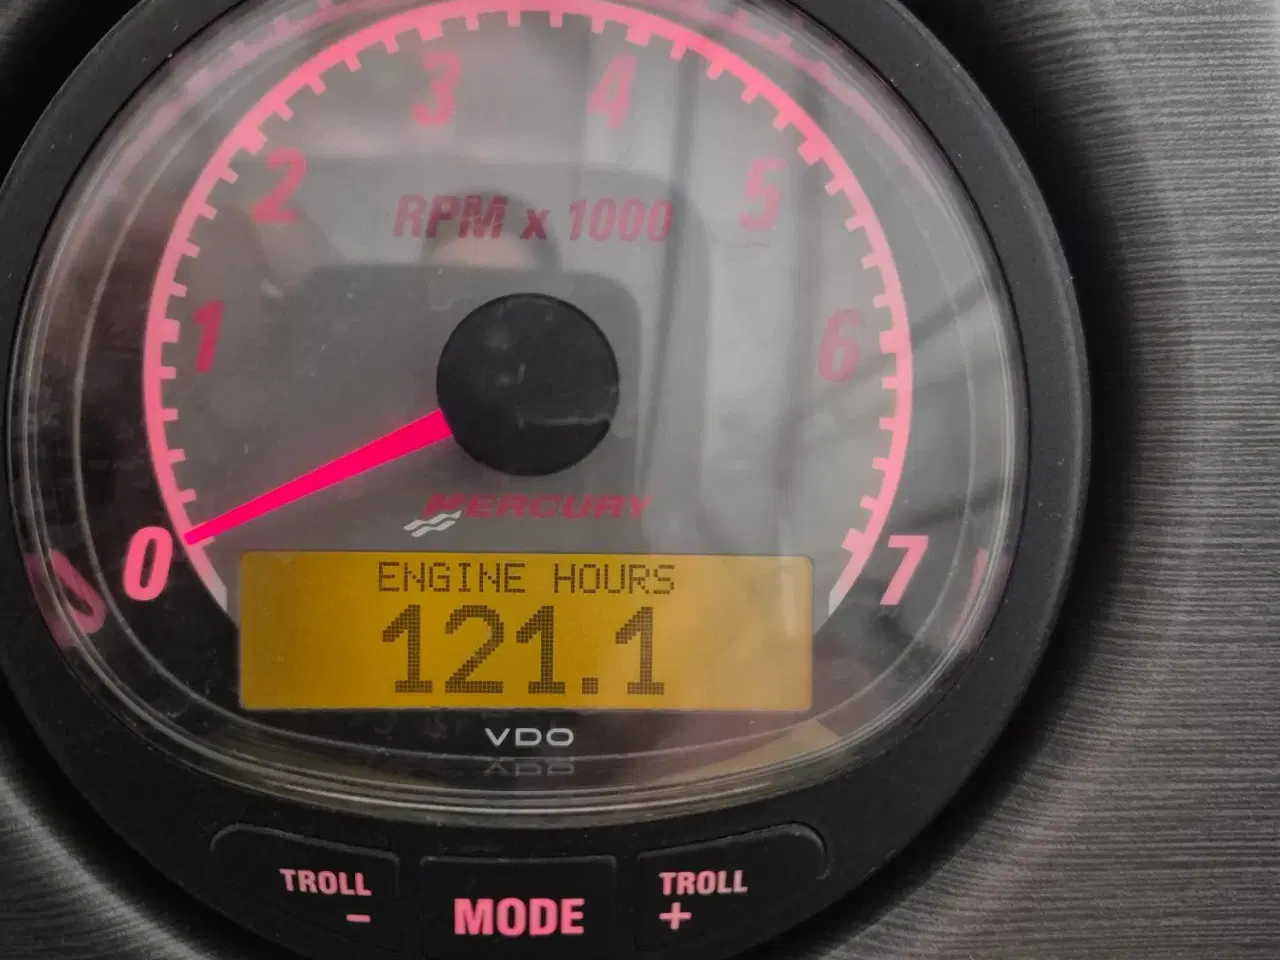 3 4
2 5
RPM x 1000
1 6
MERCURY
0 7
ENGINE HOURS
121.1
VDO
TROLL
-
MODE
TROLL
+